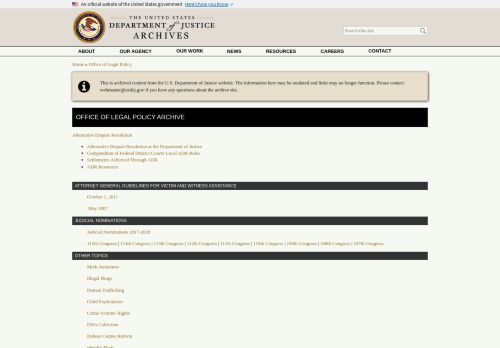 An official website of the United States government Here's how you know
THE UNITED STATES
DEPARTMENT of JUSTICE
ARCHIVES
Search this site
ABOUT OUR AGENCY OUR WORK NEWS RESOURCES CAREERS CONTACT
Home » Office of Legal Policy
This is archived content from the U.S. Department of Justice website. The information here may be outdated and links may no longer function. Please contact
webmaster@usdoj.gov if you have any questions about the archive site.
OFFICE OF LEGAL POLICY ARCHIVE
Alternative Dispute Resolution
Alternative Dispute Resolution at the Department of Justice
Compendium of Federal District Courts' Local ADR Rules
Settlements Achieved Through ADR
ADR Resources
ATTORNEY GENERAL GUIDELINES FOR VICTIM AND WITNESS ASSISTANCE
October 1, 2011
May 2007
JUDICIAL NOMINATIONS
Judicial Nominations 2017-2020
115th Congress | 114th Congress | 113th Congress | 112th Congress | 111th Congress | 110th Congress | 109th Congress | 108th Congress | 107th Congress
OTHER TOPICS
Meth Awareness
Illegal Drugs
Human Trafficking
Child Exploitation
Crime Victims' Rights
DNA Collection
Habeas Corpus Reform
Identity Theft